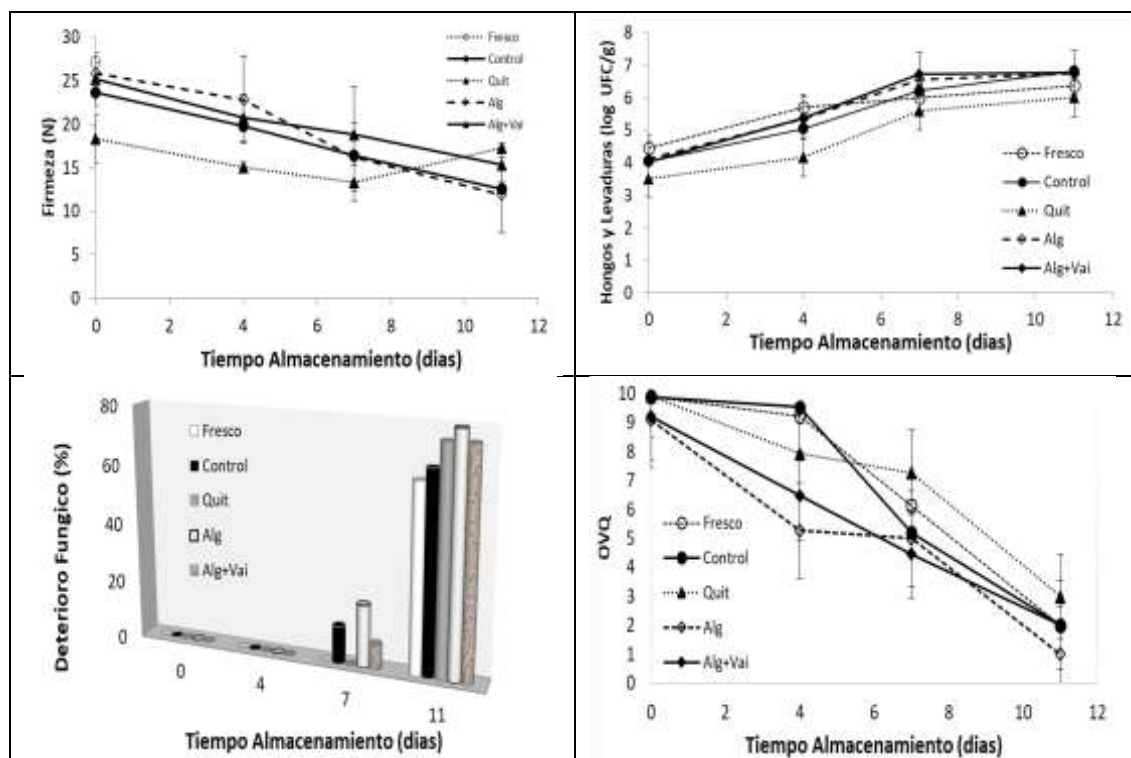 Firmeza (N)
30
25
20
15
10
5
0
0 2 4 6 8 10 12
Tiempo Almacenamiento (dias)
Fresco
Control
Quit
Alg
Alg+Vai
Hongos y Levaduras (log UFC/g)
8
7
6
5
4
3
2
1
0
0 2 4 6 8 10 12
Tiempo Almacenamiento (dias)
Fresco
Control
Quit
Alg
Alg+Vai
Deterioro Fungico (%)
80
60
40
20
0
0 4 7 11
Tiempo Almacenamiento (dias)
Fresco
Control
Quit
Alg
Alg+Vai
OVQ
10
9
8
7
6
5
4
3
2
1
0
0 2 4 6 8 10 12
Tiempo Almacenamiento (dias)
Fresco
Control
Quit
Alg
Alg+Vai